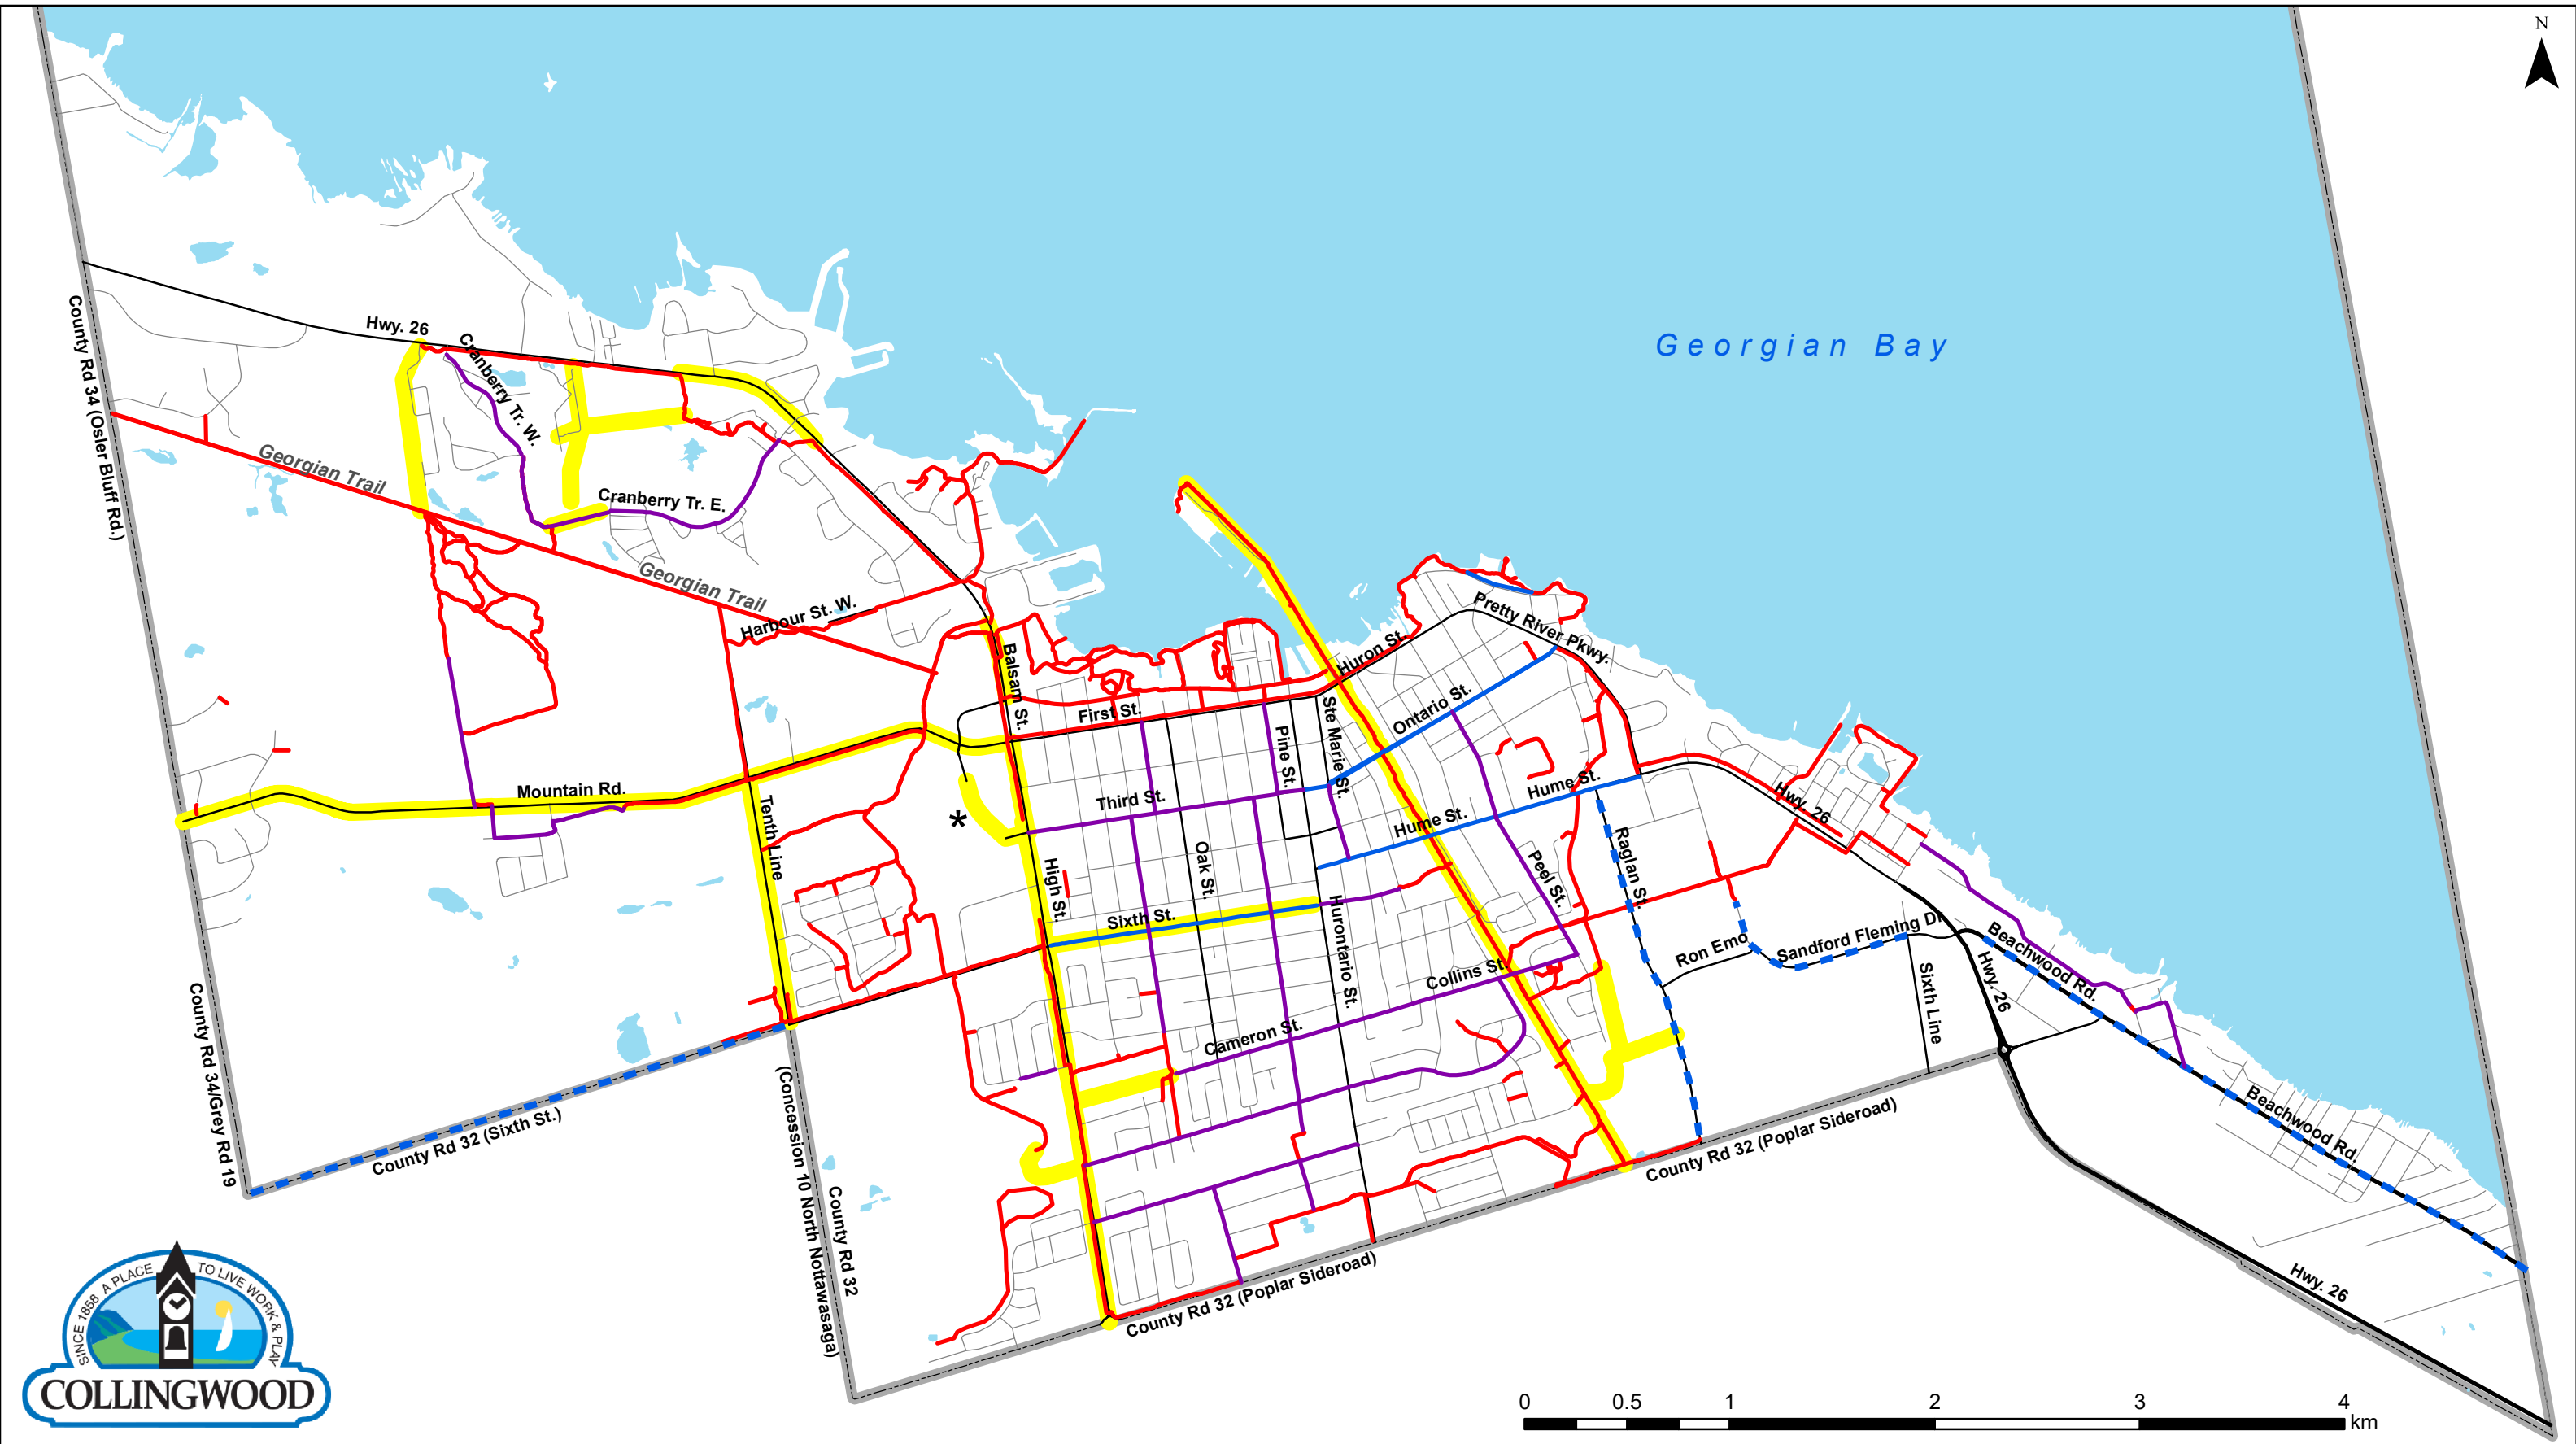 N
Georgian Bay
Hwy. 26
Cranberry Tr. W.
County Rd 34 (Osler Bluff Rd.)
Georgian Trail
Cranberry Tr. E.
Georgian Trail
Harbour St. W.
Balsam St.
First St.
Huron St.
Pretty River Pkwy.
Ontario St.
Ste Marie St.
Pine St.
Mountain Rd.
Third St.
Hume St.
Hume St.
Hwy. 26
*
Tenth Line
High St.
Oak St.
Peel St.
Raglan St.
Sixth St.
Hurontario St.
Ron Emo
Sandford Fleming Dr
Beachwood Rd.
Collins St.
Sixth Line
Hwy. 26
Cameron St.
County Rd 34/Grey Rd 19
County Rd 32 (Sixth St.)
(Concession 10 North Nottawasaga)
County Rd 32
County Rd 32 (Poplar Sideroad)
Beachwood Rd.
County Rd 32 (Poplar Sideroad)
Hwy. 26
SINCE 1858 A PLACE TO LIVE WORK & PLAY
COLLINGWOOD
0 0.5 1 2 3 4
km